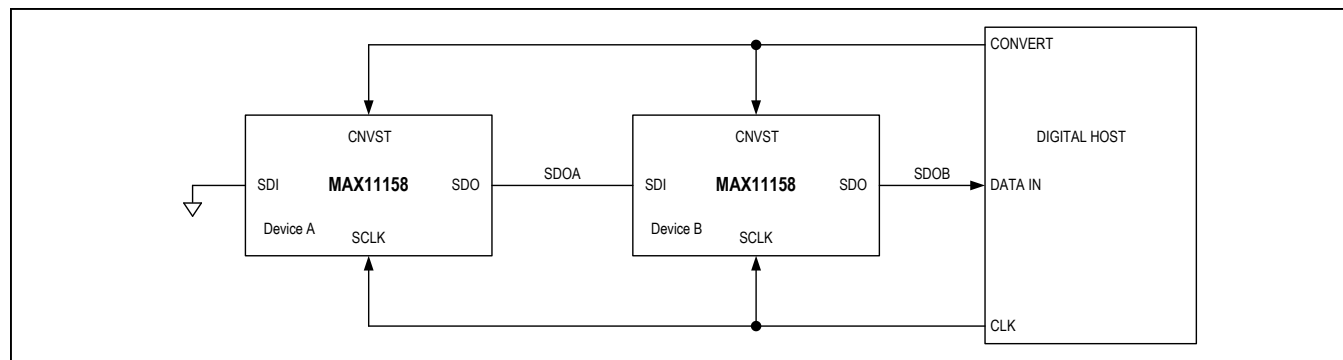 CONVERT
CNVST
CNVST
DIGITAL HOST
SDI
MAX11158
SDO
SDOA
SDI
MAX11158
SDO
SDOB
DATA IN
Device A
SCLK
Device B
SCLK
CLK